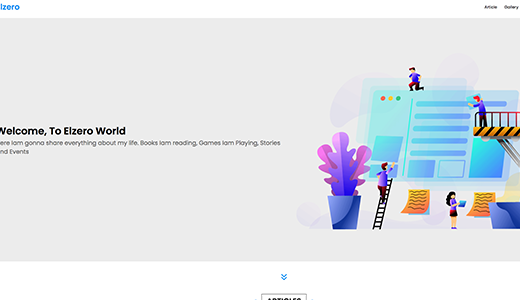 lzero
Article
Gallery
Welcome, To Elzero World
ere Iam gonna share everything about my life. Books Iam reading, Games Iam Playing, Stories
nd Events
ARTICLES